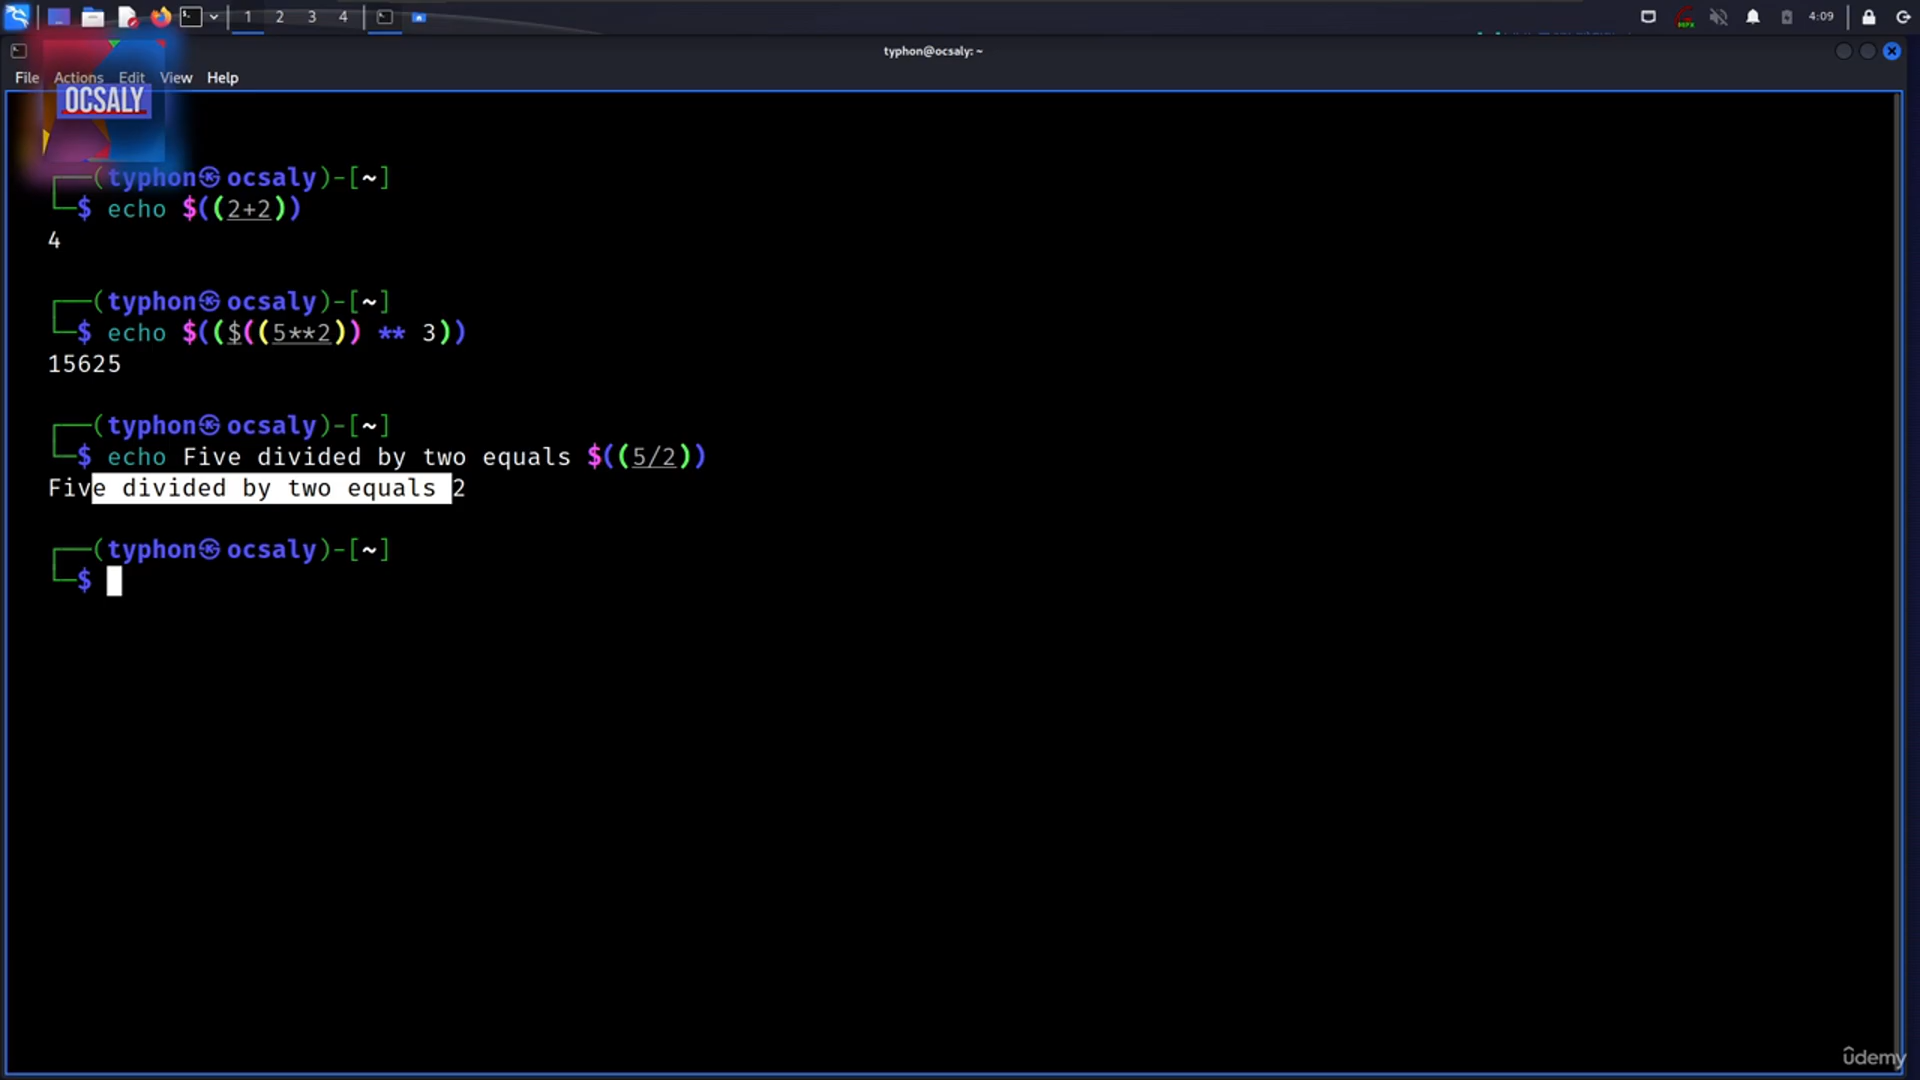 1 2 3 4
4:09
typhon@ocsaly: ~
File Actions Edit View Help
OCSALY
(typhon㉿ocsaly)-[~]
$ echo $((2+2))
4
(typhon㉿ocsaly)-[~]
$ echo $(($((5**2)) ** 3))
15625
(typhon㉿ocsaly)-[~]
$ echo Five divided by two equals $((5/2))
Five divided by two equals 2
(typhon㉿ocsaly)-[~]
$
ûdemy